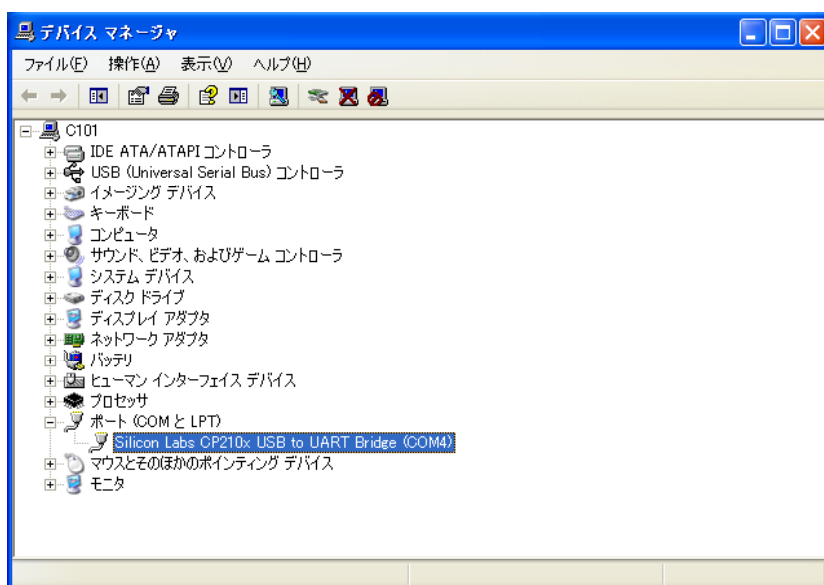 デバイス マネージャ
ファイル(F) 操作(A) 表示(V) ヘルプ(H)
C101
IDE ATA/ATAPI コントローラ
USB (Universal Serial Bus) コントローラ
イメージング デバイス
キーボード
コンピュータ
サウンド、ビデオ、およびゲーム コントローラ
システム デバイス
ディスク ドライブ
ディスプレイ アダプタ
ネットワーク アダプタ
バッテリ
ヒューマン インターフェイス デバイス
プロセッサ
ポート (COM と LPT)
Silicon Labs CP210x USB to UART Bridge (COM4)
マウスとそのほかのポインティング デバイス
モニタ